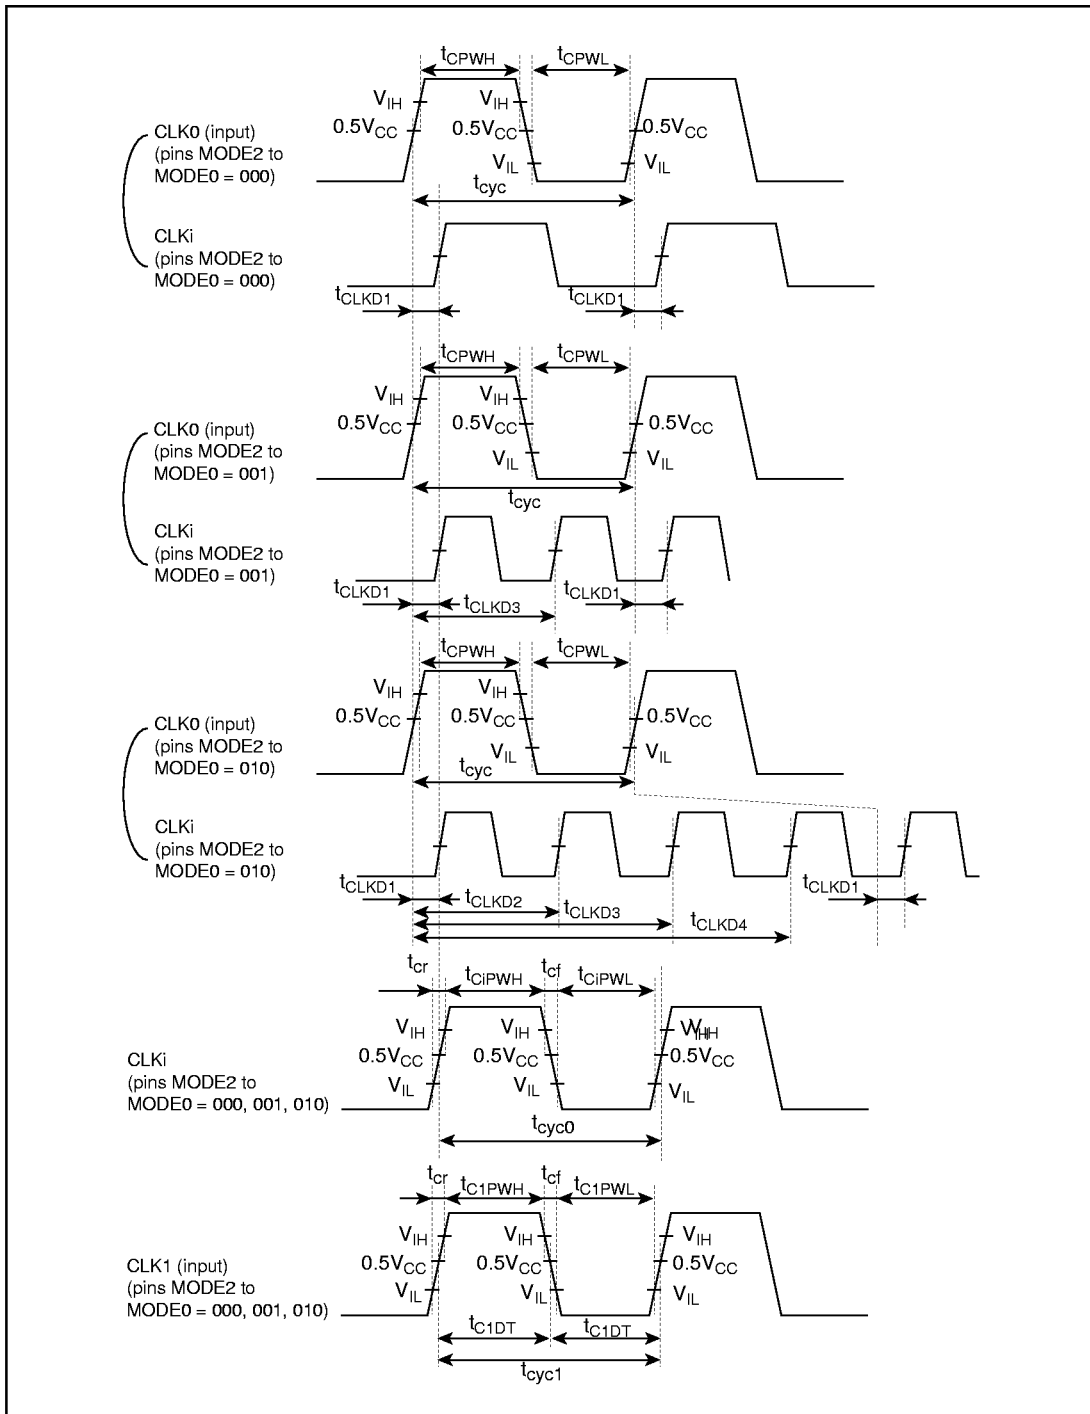 tCPWH tCPWL
VIH VIH
CLK0 (input) 0.5VCC 0.5VCC 0.5VCC
(pins MODE2 to
MODE0 = 000) VIL VIL
tcyc
CLKi
(pins MODE2 to
MODE0 = 000)
tCLKD1 tCLKD1
tCPWH tCPWL
VIH VIH
CLK0 (input) 0.5VCC 0.5VCC 0.5VCC
(pins MODE2 to
MODE0 = 001) VIL VIL
tcyc
CLKi
(pins MODE2 to
MODE0 = 001)
tCLKD1 tCLKD3 tCLKD1
tCPWH tCPWL
VIH VIH
CLK0 (input) 0.5VCC 0.5VCC 0.5VCC
(pins MODE2 to
MODE0 = 010) VIL VIL
tcyc
CLKi
(pins MODE2 to
MODE0 = 010)
tCLKD1 tCLKD2 tCLKD1
tCLKD3
tCLKD4
tcr tCiPWH tcf tCiPWL
VIH VIH VIH
CLKi 0.5VCC 0.5VCC 0.5VCC
(pins MODE2 to VIL VIL VIL
MODE0 = 000, 001, 010)
tcyc0
tcr tC1PWH tcf tC1PWL
VIH VIH VIH
CLK1 (input) 0.5VCC 0.5VCC 0.5VCC
(pins MODE2 to VIL VIL VIL
MODE0 = 000, 001, 010)
tC1DT tC1DT
tcyc1